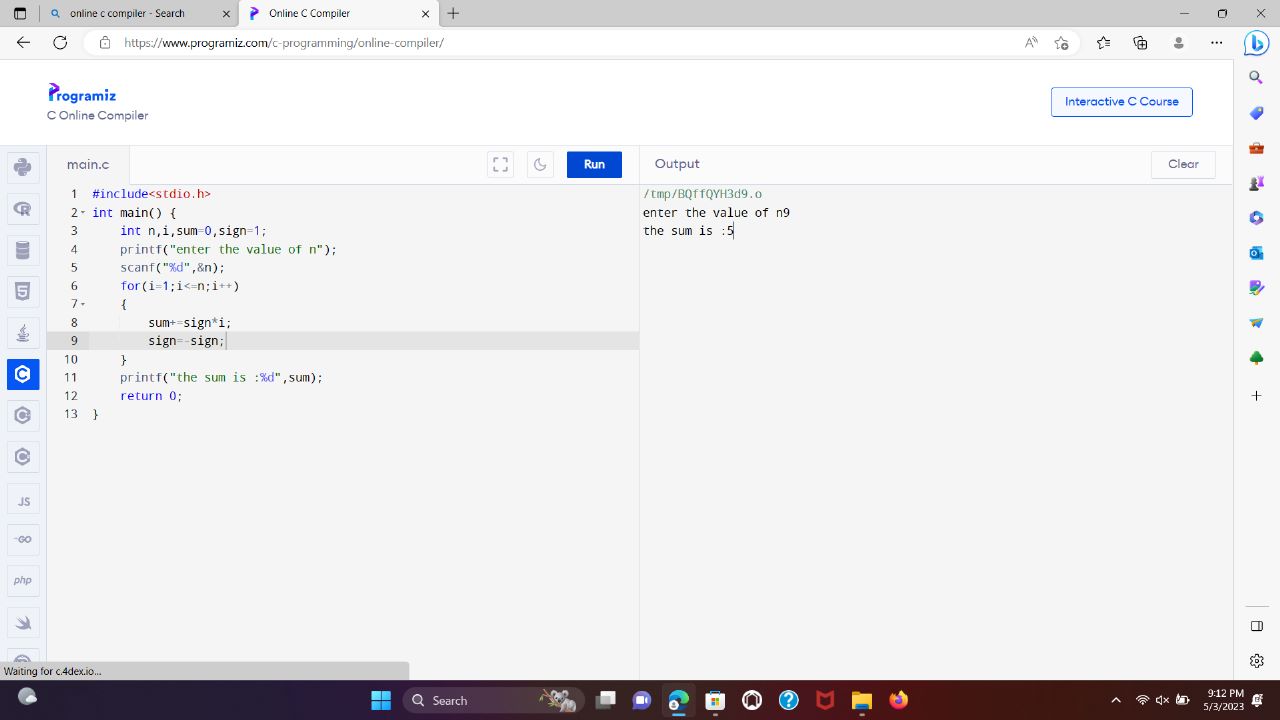 online c compiler - Search
Online C Compiler
https://www.programiz.com/c-programming/online-compiler/
Programiz
C Online Compiler
Interactive C Course
main.c
Run
Output
Clear
1 #include<stdio.h>
2 int main() {
3 int n,i,sum=0,sign=1;
4 printf("enter the value of n");
5 scanf("%d",&n);
6 for(i=1;i<=n;i++)
7 {
8 sum+=sign*i;
9 sign=-sign;
10 }
11 printf("the sum is :%d",sum);
12 return 0;
13 }
/tmp/BQffQYH3d9.o
enter the value of n9
the sum is :5
JS
GO
php
Waiting for c.4dex.io...
Search
9:12 PM
5/3/2023